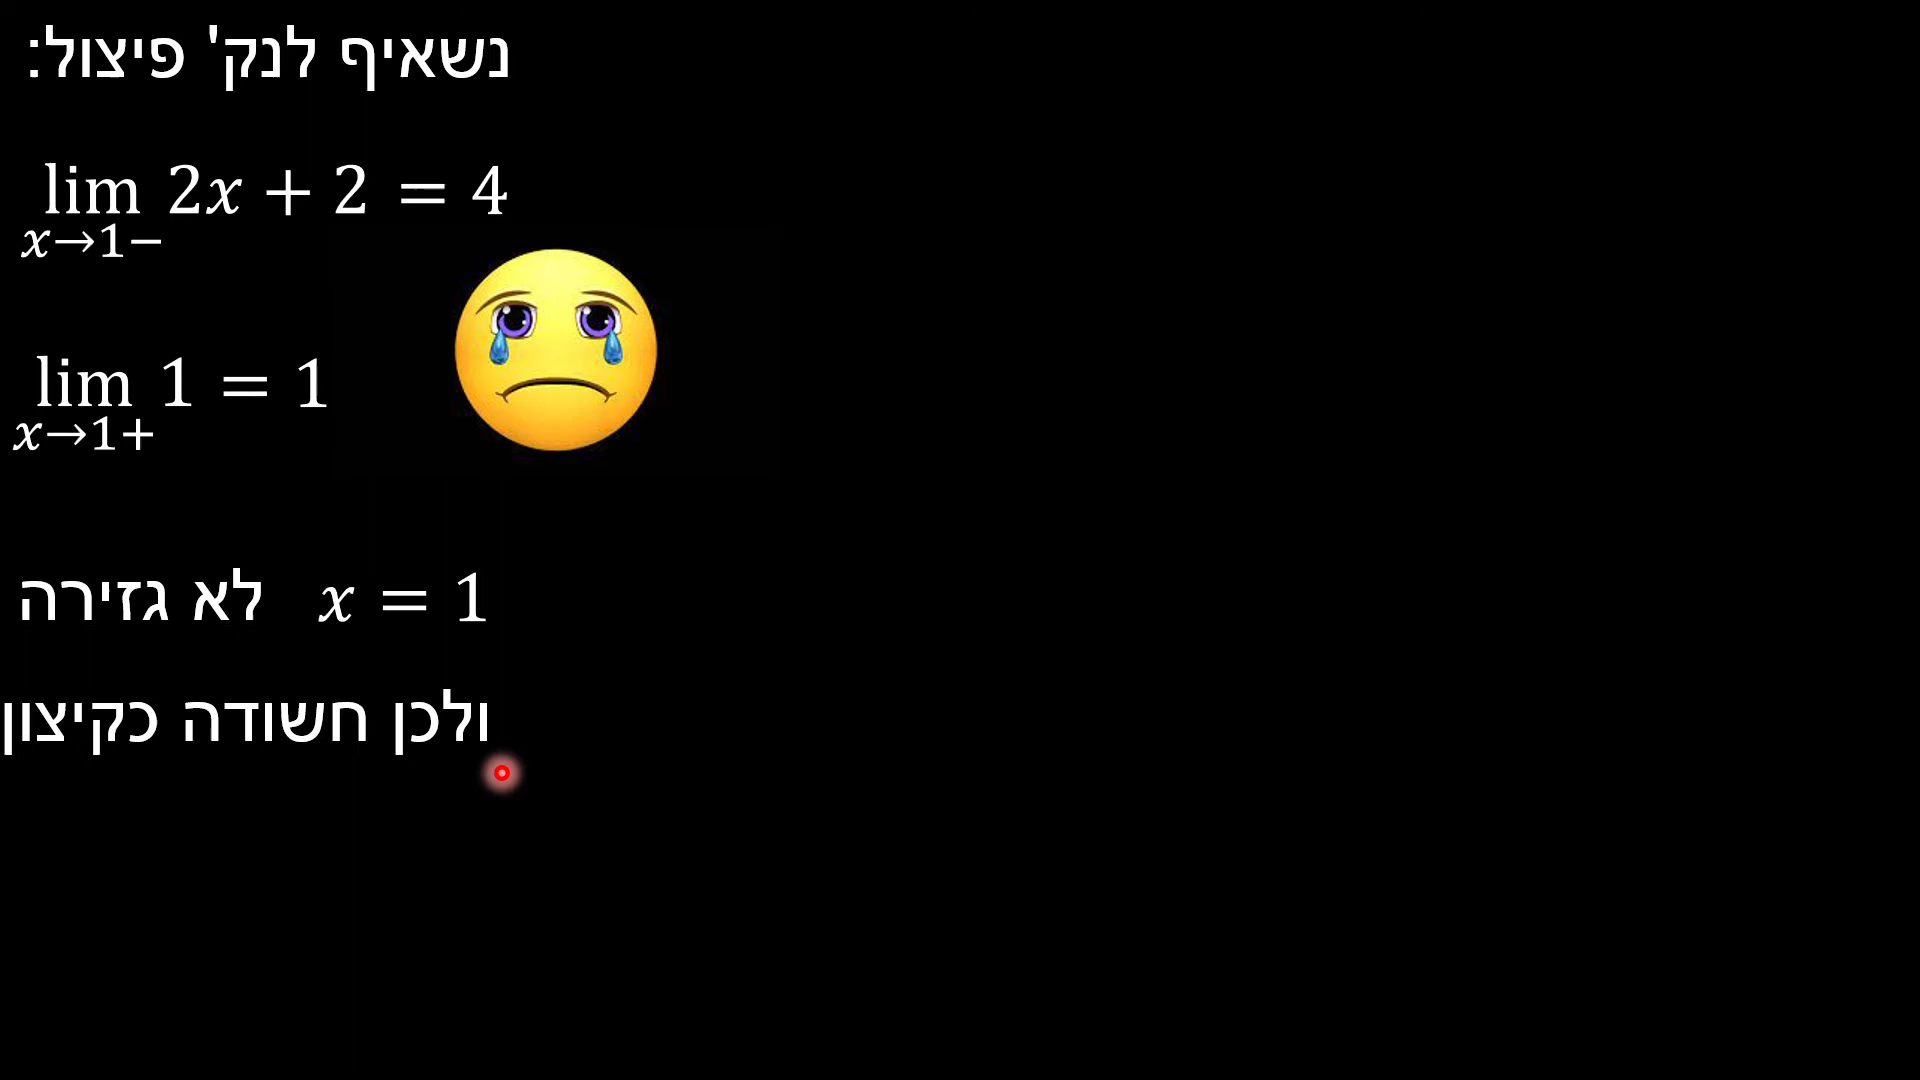 נשאיף לנק' פיצול:
lim 2x + 2 = 4
x→1−
lim 1 = 1
x→1+
x = 1 לא גזירה
ולכן חשודה כקיצון